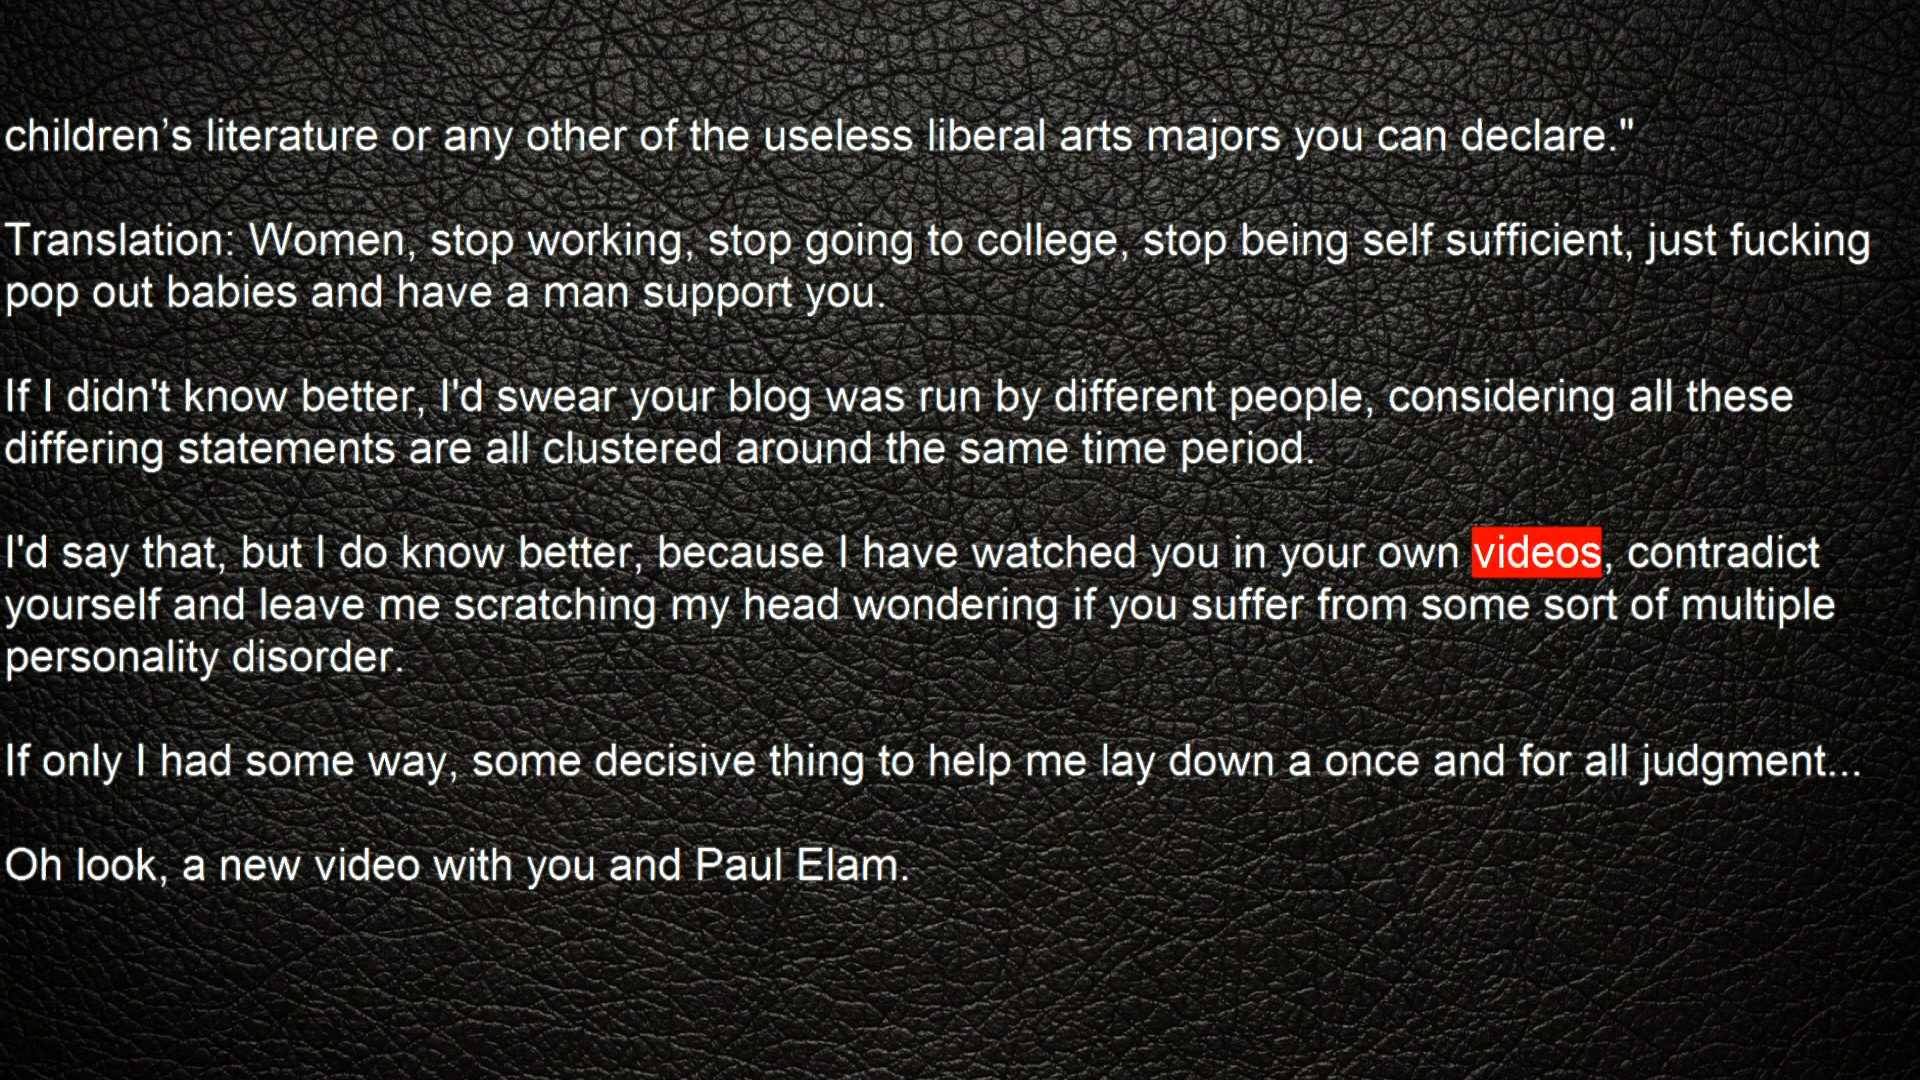 children’s literature or any other of the useless liberal arts majors you can declare."
Translation: Women, stop working, stop going to college, stop being self sufficient, just fucking
pop out babies and have a man support you.
If I didn't know better, I'd swear your blog was run by different people, considering all these
differing statements are all clustered around the same time period.
I'd say that, but I do know better, because I have watched you in your own videos, contradict
yourself and leave me scratching my head wondering if you suffer from some sort of multiple
personality disorder.
If only I had some way, some decisive thing to help me lay down a once and for all judgment...
Oh look, a new video with you and Paul Elam.